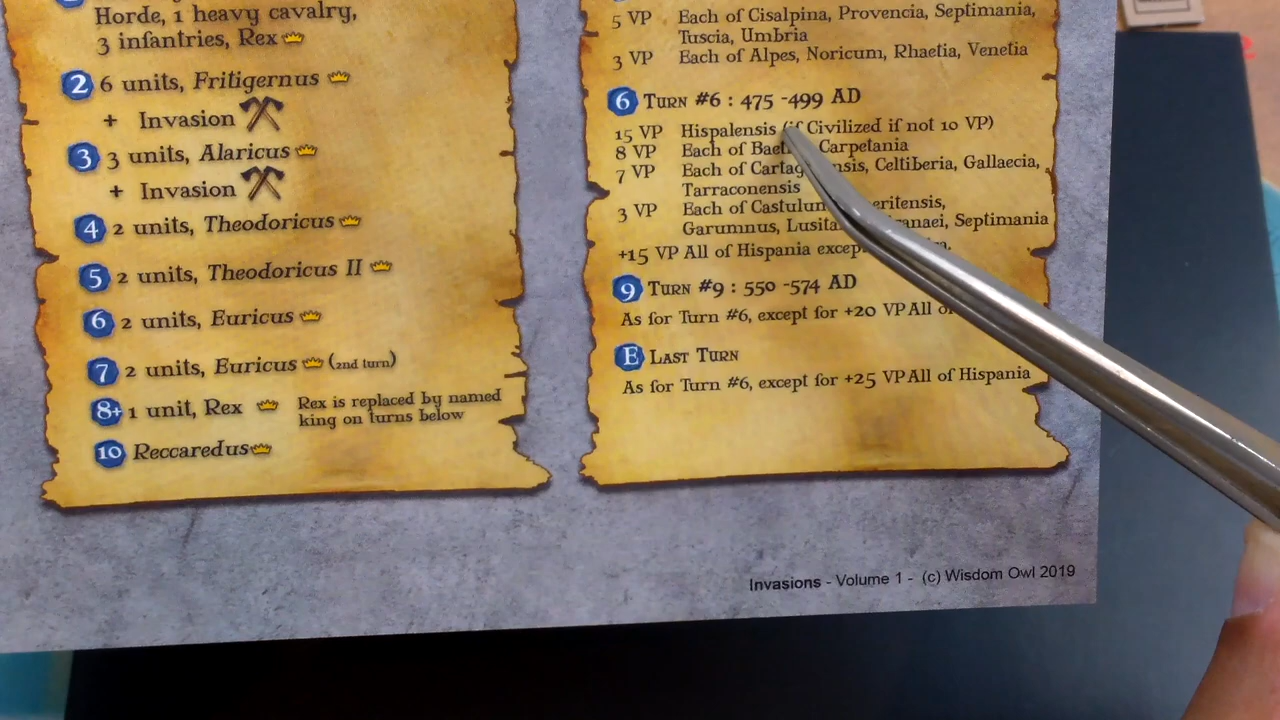 Horde, 1 heavy cavalry,
3 infantries, Rex
2 6 units, Fritigernus
+ Invasion
3 3 units, Alaricus
+ Invasion
4 2 units, Theodoricus
5 2 units, Theodoricus II
6 2 units, Euricus
7 2 units, Euricus (2nd turn)
8+ 1 unit, Rex Rex is replaced by named
king on turns below
10 Reccaredus
5 VP Each of Cisalpina, Provencia, Septimania,
Tuscia, Umbria
3 VP Each of Alpes, Noricum, Rhaetia, Venetia
6 Turn #6 : 475 -499 AD
15 VP Hispalensis (if Civilized if not 10 VP)
8 VP Each of Carpetania
7 VP Each of Celtiberia, Gallaecia,
Tarraconensis
3 VP Each of
Garumnus, Septimania
+15 VP All of Hispania
9 Turn #9 : 550 -574 AD
As for Turn #6, except for +20 VP All
E Last Turn
As for Turn #6, except for +25 VP All of Hispania
Invasions - Volume 1 - (c) Wisdom Owl 2019